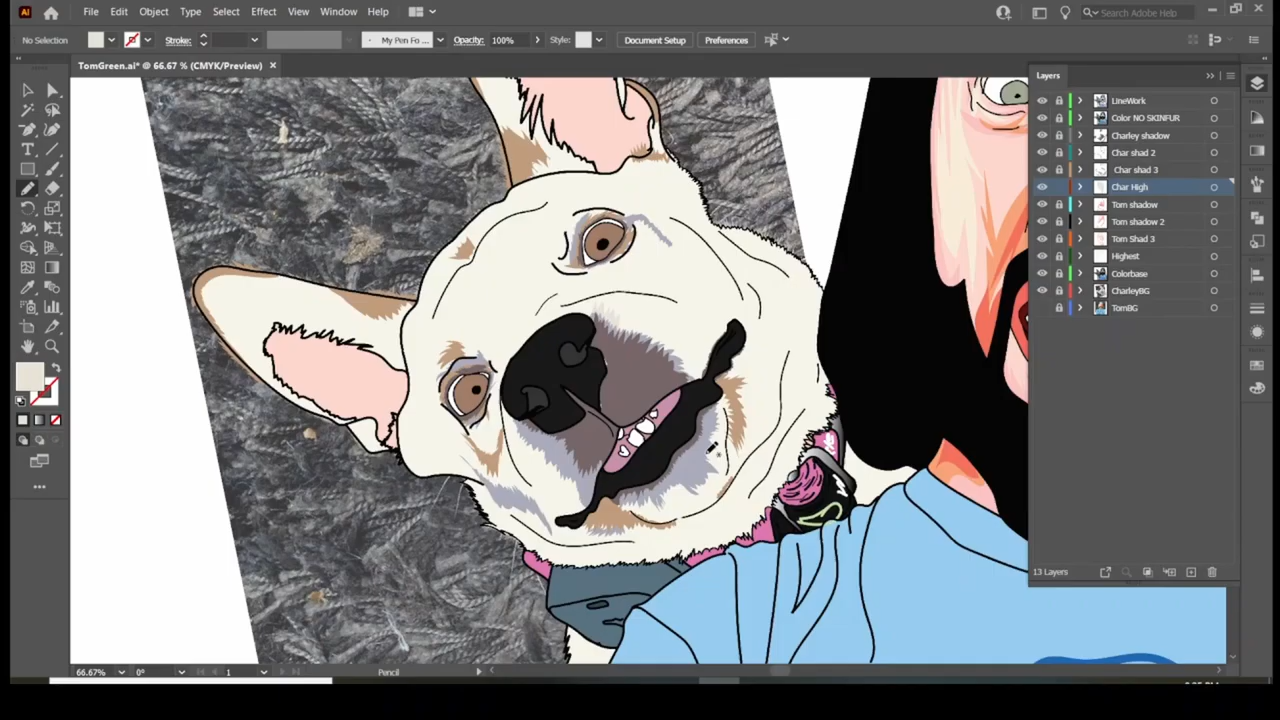 Ai File Edit Object Type Select Effect View Window Help Search Adobe Help
No Selection Stroke: My Pen Fo... Opacity: 100% Style: Document Setup Preferences
TomGreen.ai* @ 66.67 % (CMYK/Preview)
Layers
LIneWork
Color NO SKINFUR
Charley shadow
Char shad 2
Char shad 3
Char High
Tom shadow
Tom shadow 2
Tom Shad 3
Highest
Colorbase
CharleyBG
TomBG
13 Layers
66.67% 0° 1 Pencil